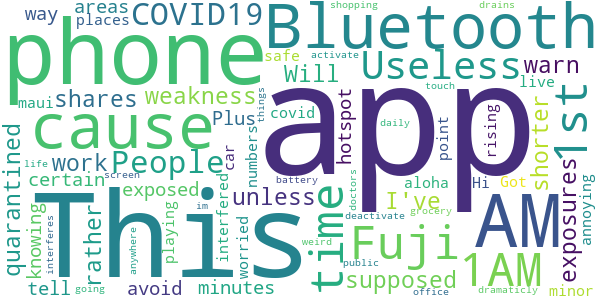 way areas places COVID19 Bluetooth shopping drains
phone safe activate Useless warn 1st
maui shares weakness Will covid live
cause Plus numbers things hotspot app touch point rising shorter
quarantined work People car daily
certain exposed unless battery I've aloha Hi Got exposures annoying
life screen im doctors deactivate grocery AM
knowing rather This interfered worried time Fuji
interferes anywhere playing weird supposed 1AM
tell going avoid minutes public office dramaticly minor